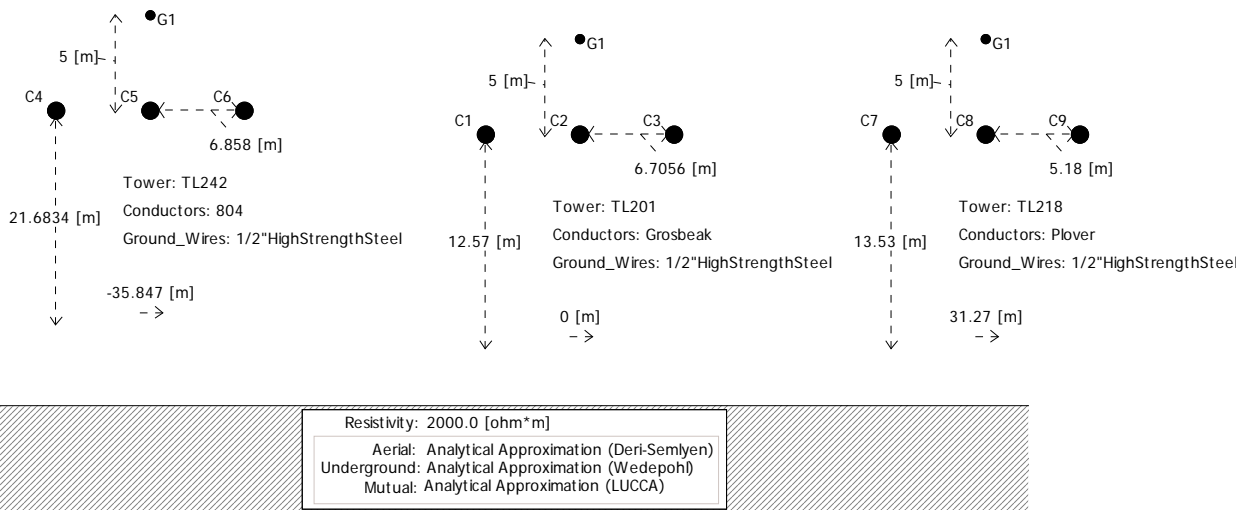 G1
5 [m]
C4
C5
C6
6.858 [m]
21.6834 [m]
Tower: TL242
Conductors: 804
Ground_Wires: 1/2"HighStrengthSteel
-35.847 [m]
G1
5 [m]
C1
C2
C3
6.7056 [m]
12.57 [m]
Tower: TL201
Conductors: Grosbeak
Ground_Wires: 1/2"HighStrengthSteel
0 [m]
G1
5 [m]
C7
C8
C9
5.18 [m]
13.53 [m]
Tower: TL218
Conductors: Plover
Ground_Wires: 1/2"HighStrengthSteel
31.27 [m]
Resistivity: 2000.0 [ohm*m]
Aerial: Analytical Approximation (Deri-Semlyen)
Underground: Analytical Approximation (Wedepohl)
Mutual: Analytical Approximation (LUCCA)